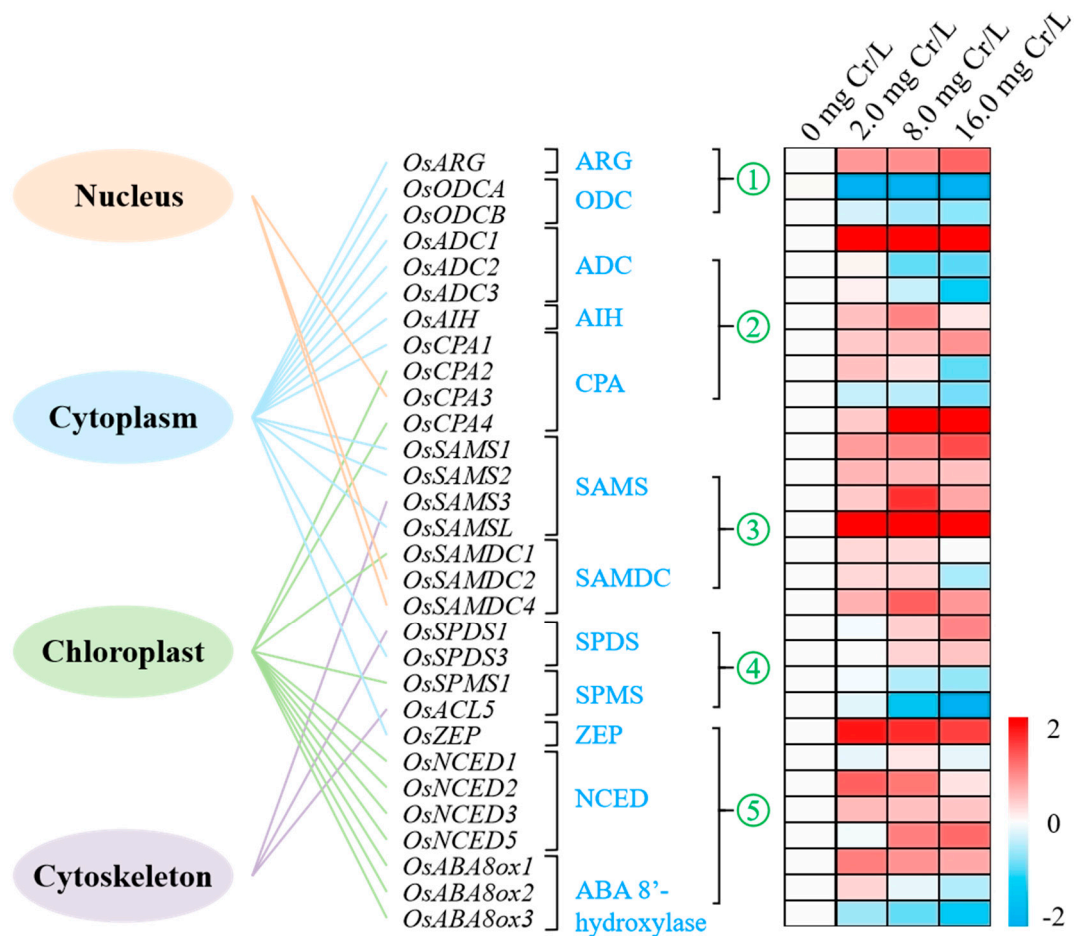 0 mg Cr/L
2.0 mg Cr/L
8.0 mg Cr/L
16.0 mg Cr/L
Nucleus
Cytoplasm
Chloroplast
Cytoskeleton
OsARG
OsODCA
OsODCB
OsADC1
OsADC2
OsADC3
OsAIH
OsCPA1
OsCPA2
OsCPA3
OsCPA4
OsSAMS1
OsSAMS2
OsSAMS3
OsSAMSL
OsSAMDC1
OsSAMDC2
OsSAMDC4
OsSPDS1
OsSPDS3
OsSPMS1
OsACL5
OsZEP
OsNCED1
OsNCED2
OsNCED3
OsNCED5
OsABA8ox1
OsABA8ox2
OsABA8ox3
ARG
ODC
ADC
AIH
CPA
SAMS
SAMDC
SPDS
SPMS
ZEP
NCED
ABA 8’-
hydroxylase
①
②
③
④
⑤
2
0
-2